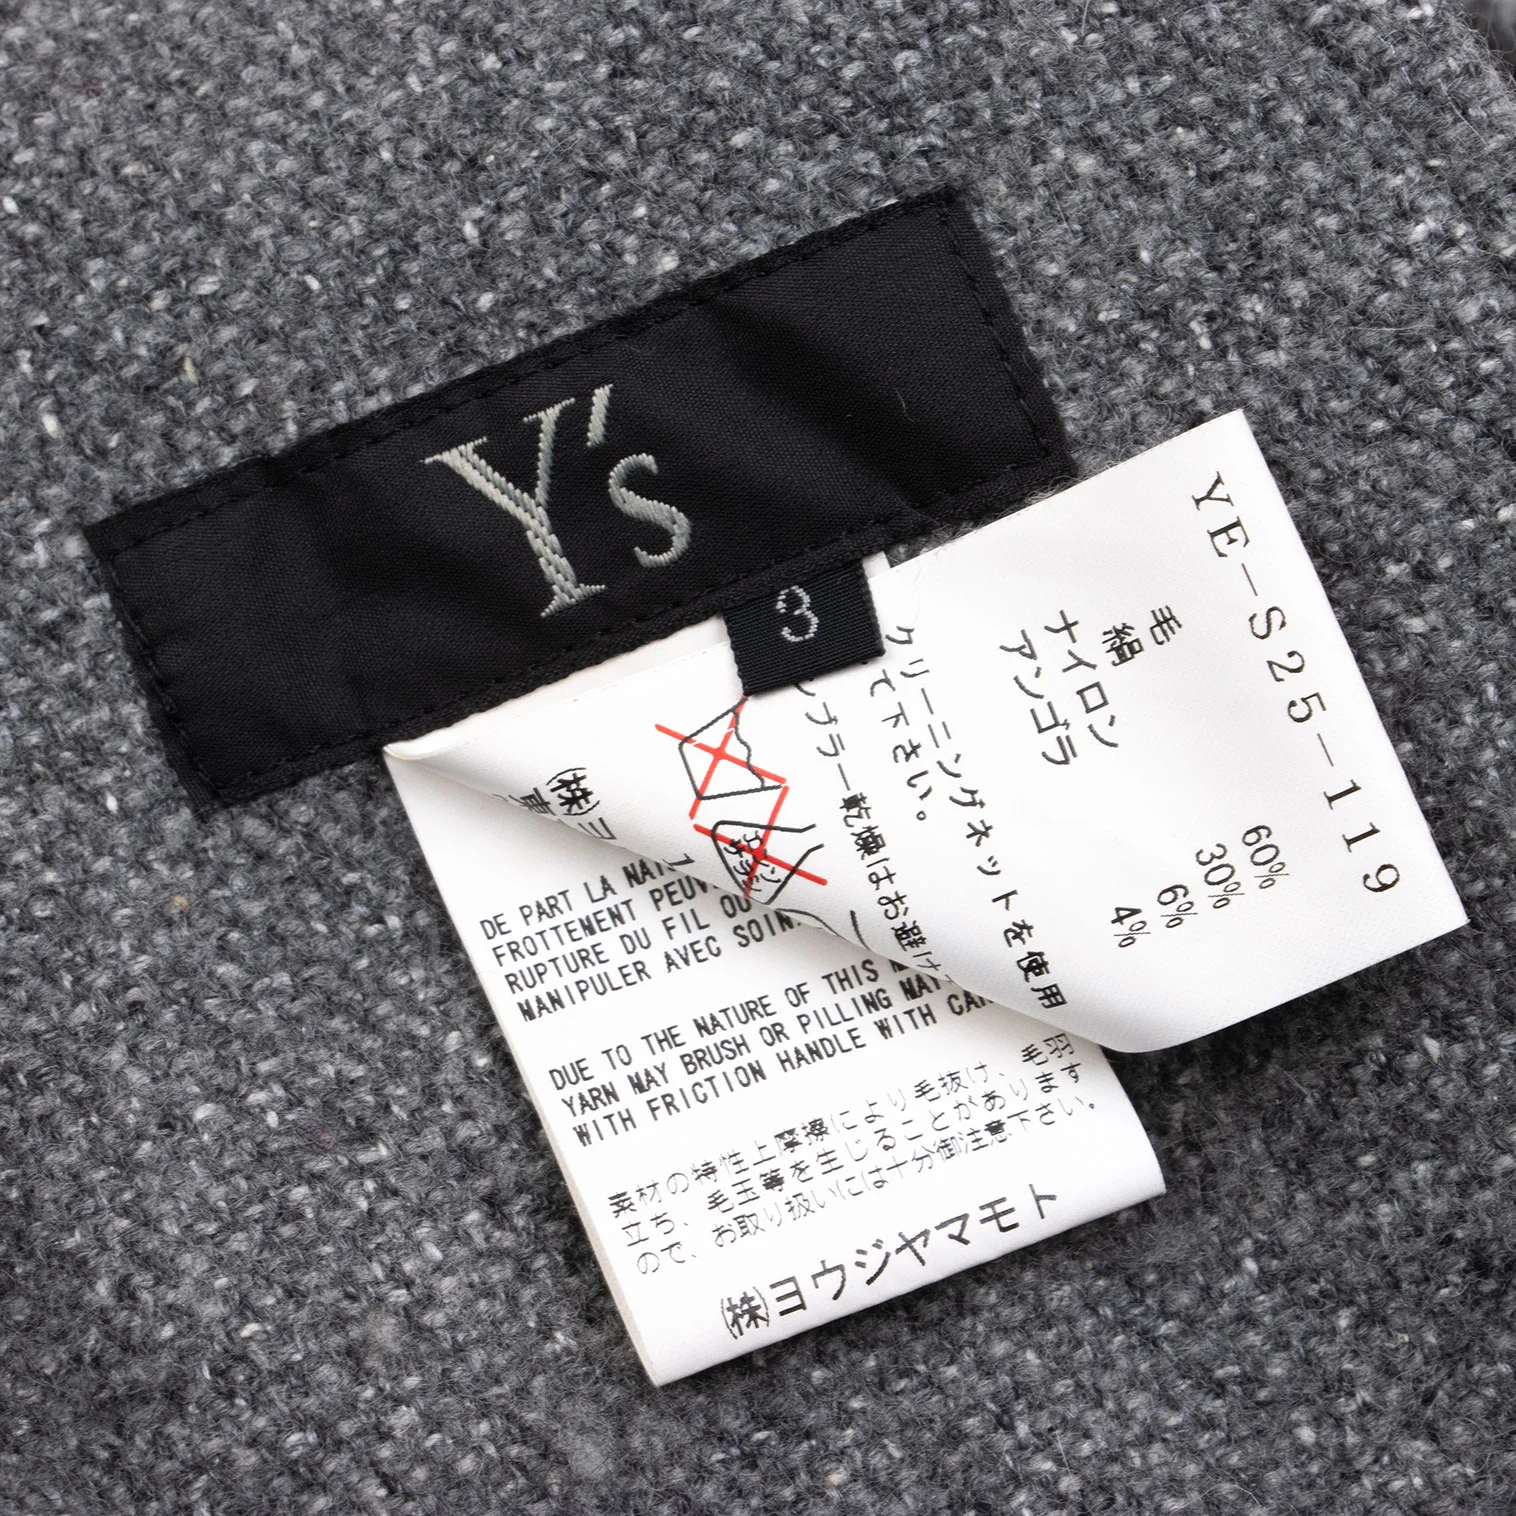 Y's
3
YE-S25-119
毛 60%
絹 30%
ナイロン 6%
アンゴラ 4%
クリーニングネットを使用
て下さい。
ンブラー乾燥はお避け
(株)ヨ
DE PART LA NAT
FROTTEMENT PEUV
RUPTURE DU FIL OU
MANIPULER AVEC SOIN.
DUE TO THE NATURE OF THIS
YARN MAY BRUSH OR PILLING MAY
WITH FRICTION HANDLE WITH CAR
素材の特性上摩擦により毛抜け、毛羽
立ち、毛玉等を生じることがあります
ので、お取り扱いには十分御注意下さい。
(株)ヨウジヤマモト